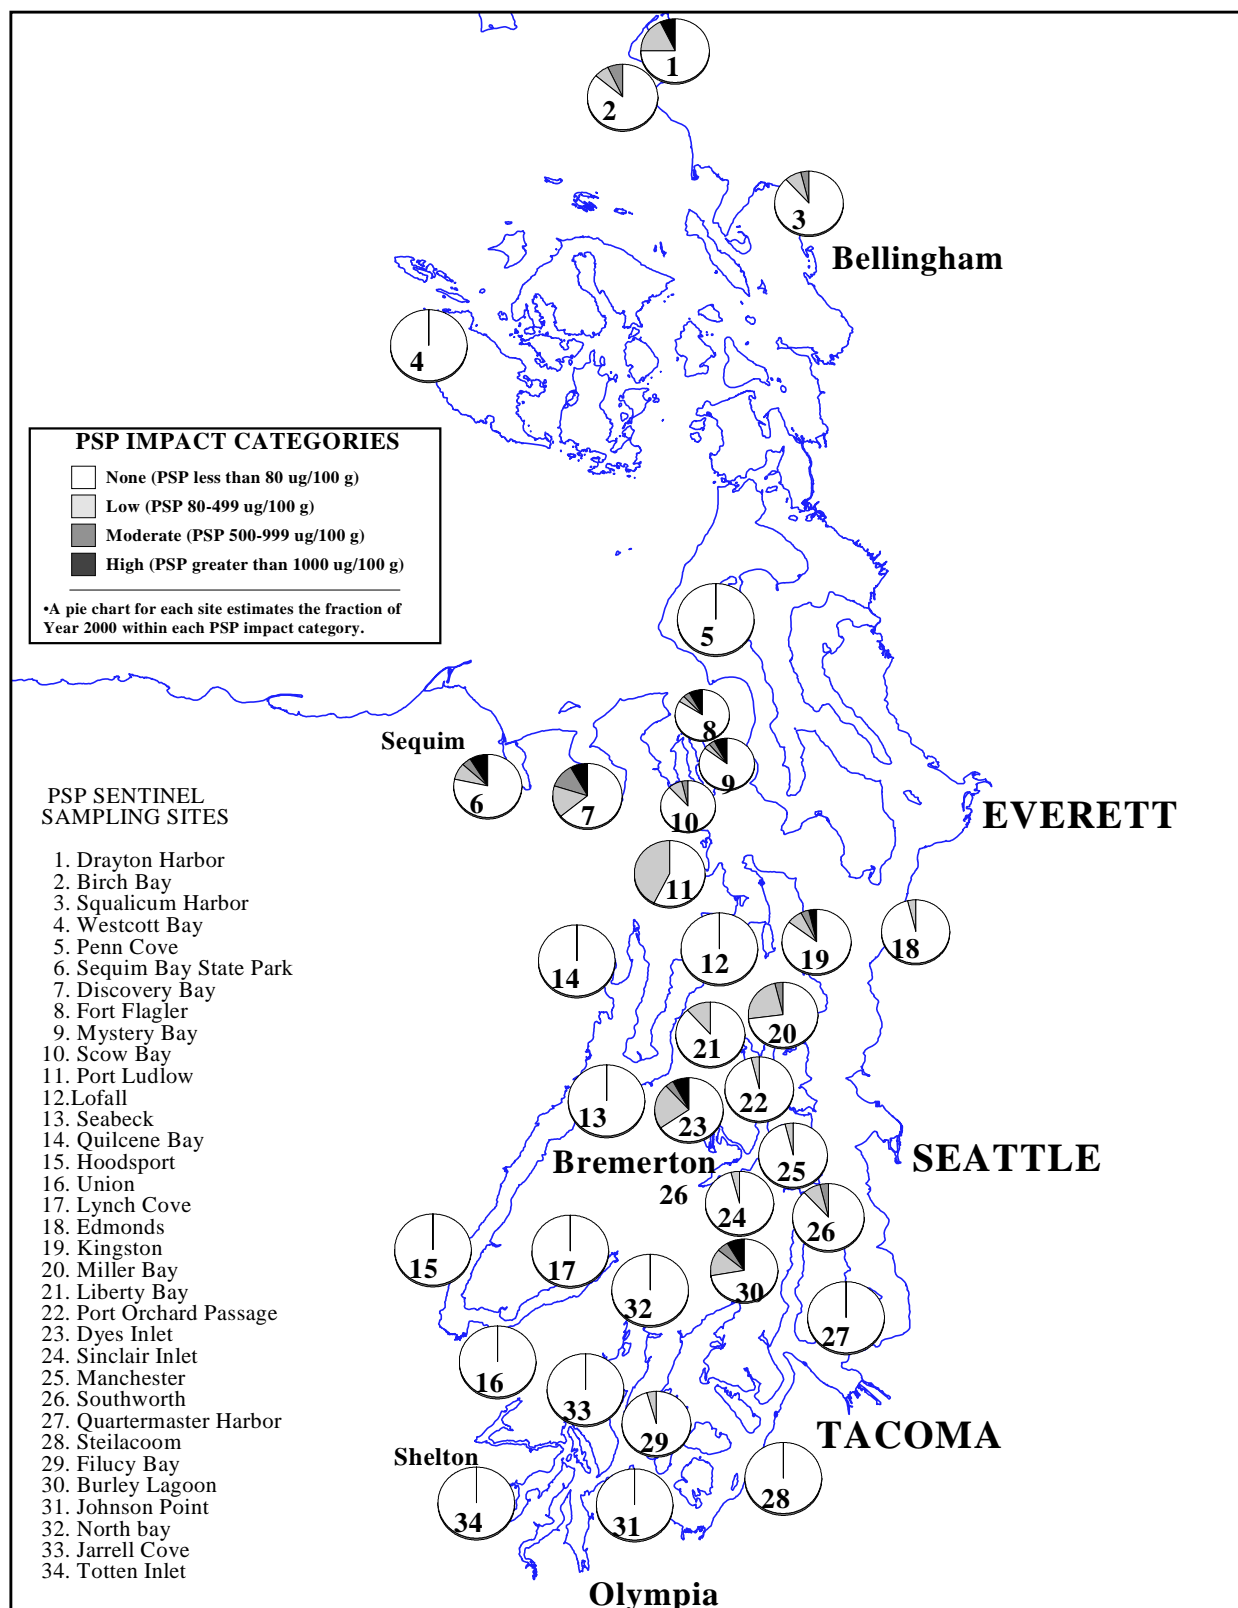 1
2
3
Bellingham
4
PSP IMPACT CATEGORIES
None (PSP less than 80 ug/100 g)
Low (PSP 80-499 ug/100 g)
Moderate (PSP 500-999 ug/100 g)
High (PSP greater than 1000 ug/100 g)
•A pie chart for each site estimates the fraction of
Year 2000 within each PSP impact category.
5
8
Sequim
9
6
7
10
EVERETT
11
18
12
19
14
20
21
22
13
23
SEATTLE
Bremerton
25
26
24
26
15
17
30
32
27
16
33
29
TACOMA
Shelton
28
34
31
Olympia
PSP SENTINEL
SAMPLING SITES
1. Drayton Harbor
2. Birch Bay
3. Squalicum Harbor
4. Westcott Bay
5. Penn Cove
6. Sequim Bay State Park
7. Discovery Bay
8. Fort Flagler
9. Mystery Bay
10. Scow Bay
11. Port Ludlow
12.Lofall
13. Seabeck
14. Quilcene Bay
15. Hoodsport
16. Union
17. Lynch Cove
18. Edmonds
19. Kingston
20. Miller Bay
21. Liberty Bay
22. Port Orchard Passage
23. Dyes Inlet
24. Sinclair Inlet
25. Manchester
26. Southworth
27. Quartermaster Harbor
28. Steilacoom
29. Filucy Bay
30. Burley Lagoon
31. Johnson Point
32. North bay
33. Jarrell Cove
34. Totten Inlet